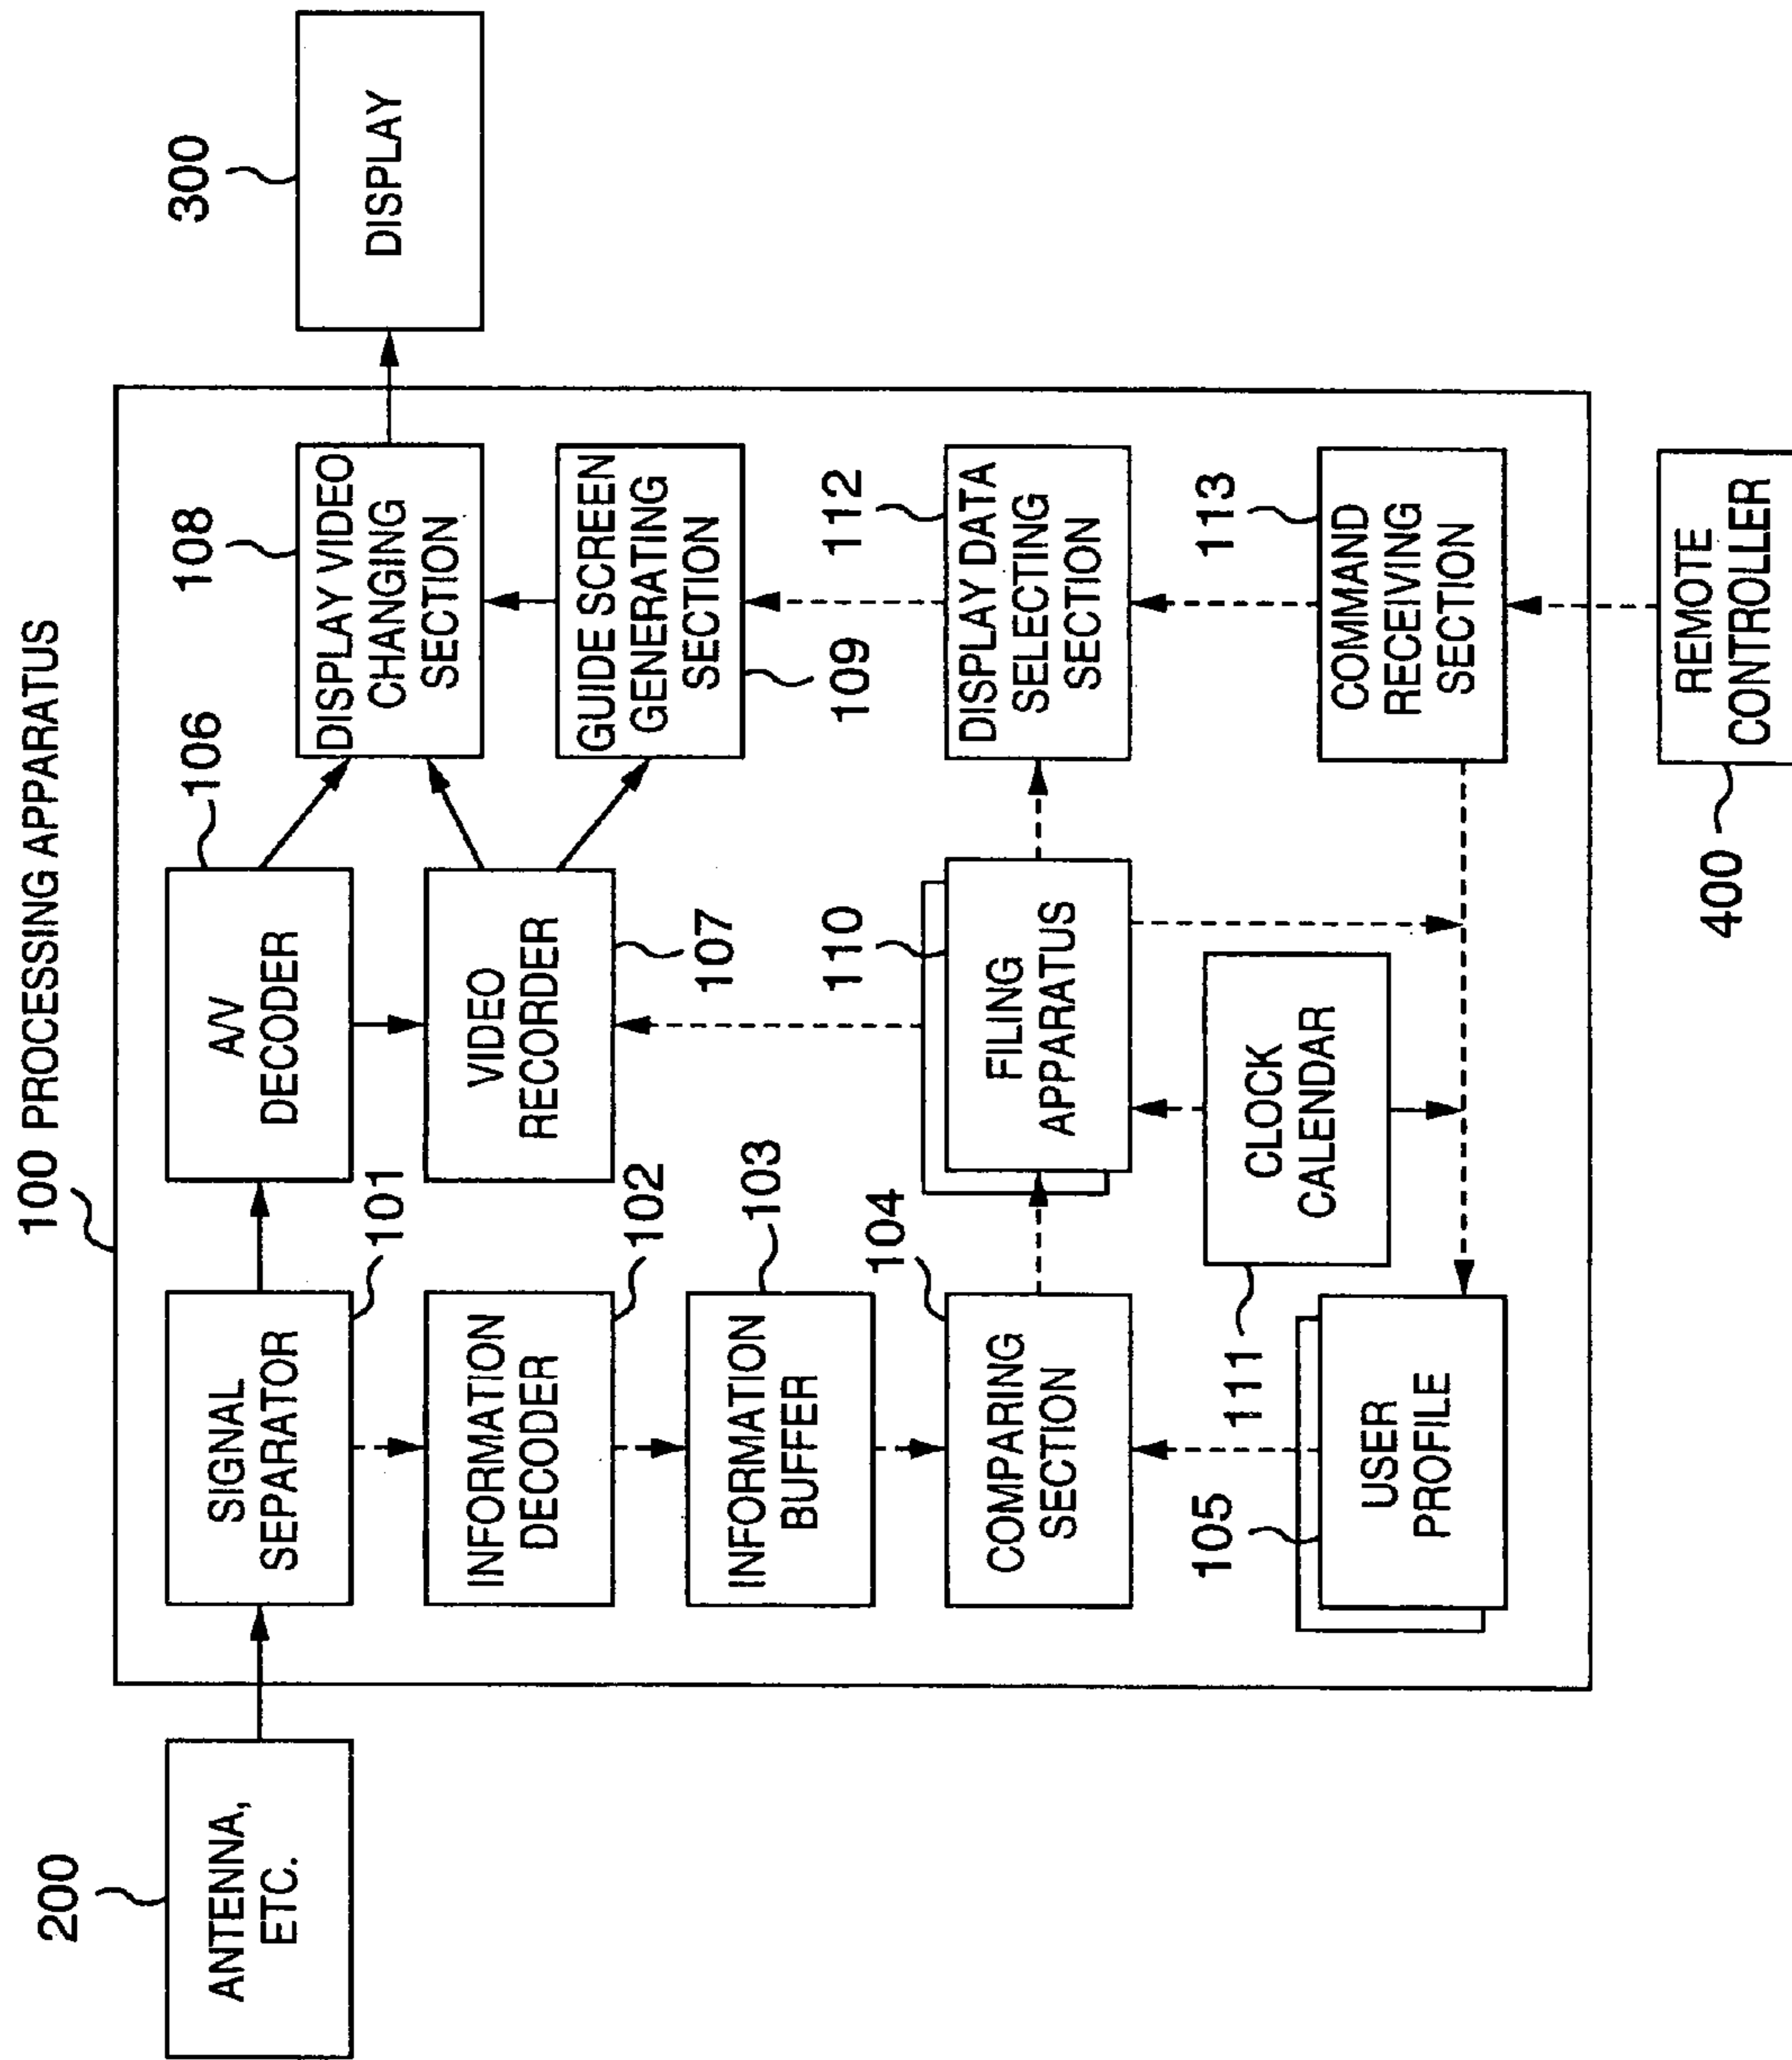 100 PROCESSING APPARATUS
200
ANTENNA,
ETC.
SIGNAL
SEPARATOR
101
A/V
DECODER
106
108
DISPLAY VIDEO
CHANGING
SECTION
300
DISPLAY
INFORMATION
DECODER
102
VIDEO
RECORDER
107
GUIDE SCREEN
GENERATING
SECTION
109
INFORMATION
BUFFER
103
104
COMPARING
SECTION
110
FILING
APPARATUS
112
DISPLAY DATA
SELECTING
SECTION
111
CLOCK
CALENDAR
105
USER
PROFILE
113
COMMAND
RECEIVING
SECTION
400
REMOTE
CONTROLLER